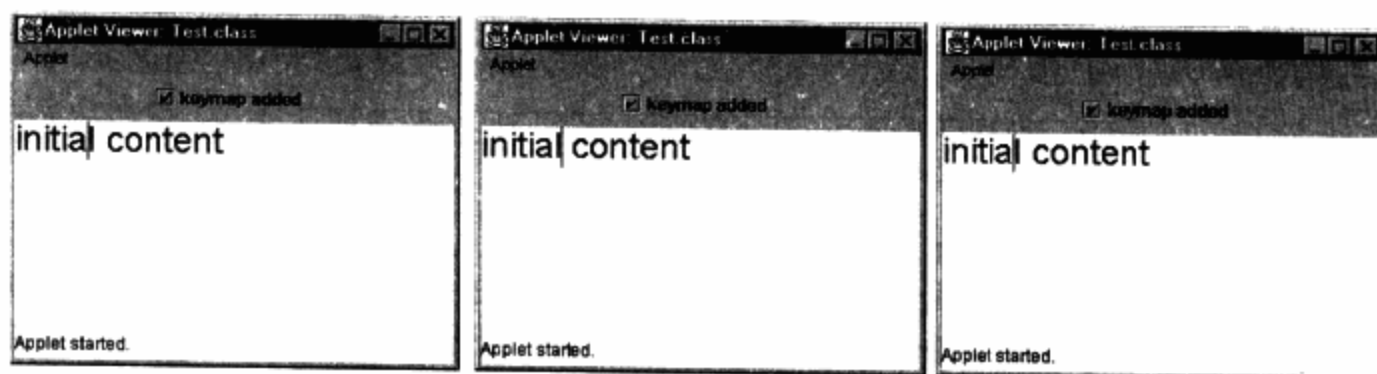 Applet Viewer: Test.class
Applet
keymap added
initial content
Applet started.
Applet Viewer: Test.class
Applet
keymap added
initial content
Applet started.
Applet Viewer: Test.class
Applet
keymap added
initial content
Applet started.